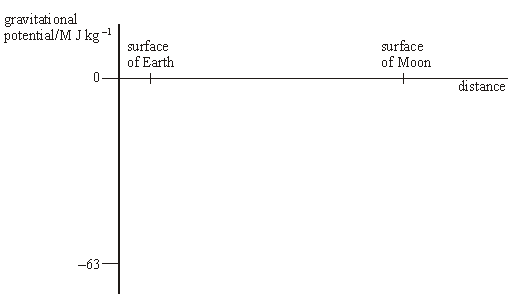 gravitational
potential/M J kg⁻¹
surface
of Earth
surface
of Moon
0
distance
–63